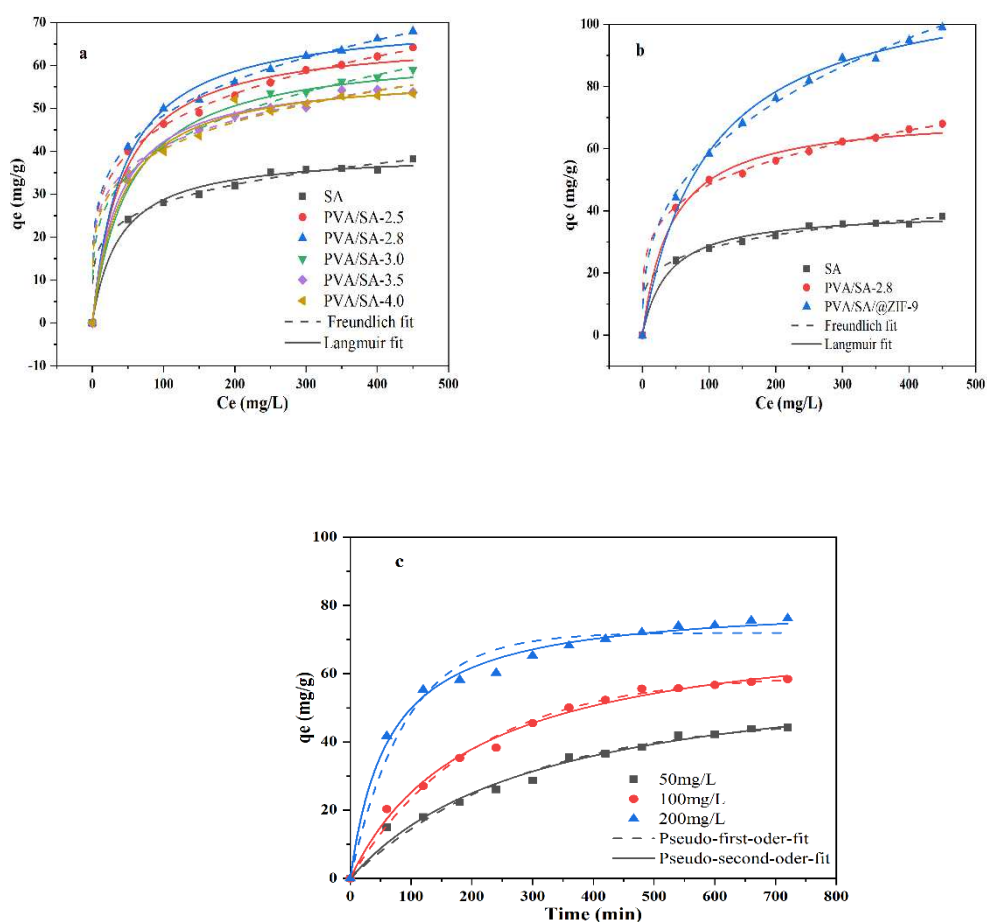 a
qe (mg/g)
70
60
50
40
30
20
10
0
-10
SA
PVA/SA-2.5
PVA/SA-2.8
PVA/SA-3.0
PVA/SA-3.5
PVA/SA-4.0
Freundlich fit
Langmuir fit
0 100 200 300 400 500
Ce (mg/L)
b
qe (mg/g)
100
80
60
40
20
0
SA
PVA/SA-2.8
PVA/SA/@ZIF-9
Freundlich fit
Langmuir fit
0 100 200 300 400 500
Ce (mg/L)
c
qe (mg/g)
100
80
60
40
20
0
50mg/L
100mg/L
200mg/L
Pseudo-first-oder-fit
Pseudo-second-oder-fit
0 100 200 300 400 500 600 700 800
Time (min)